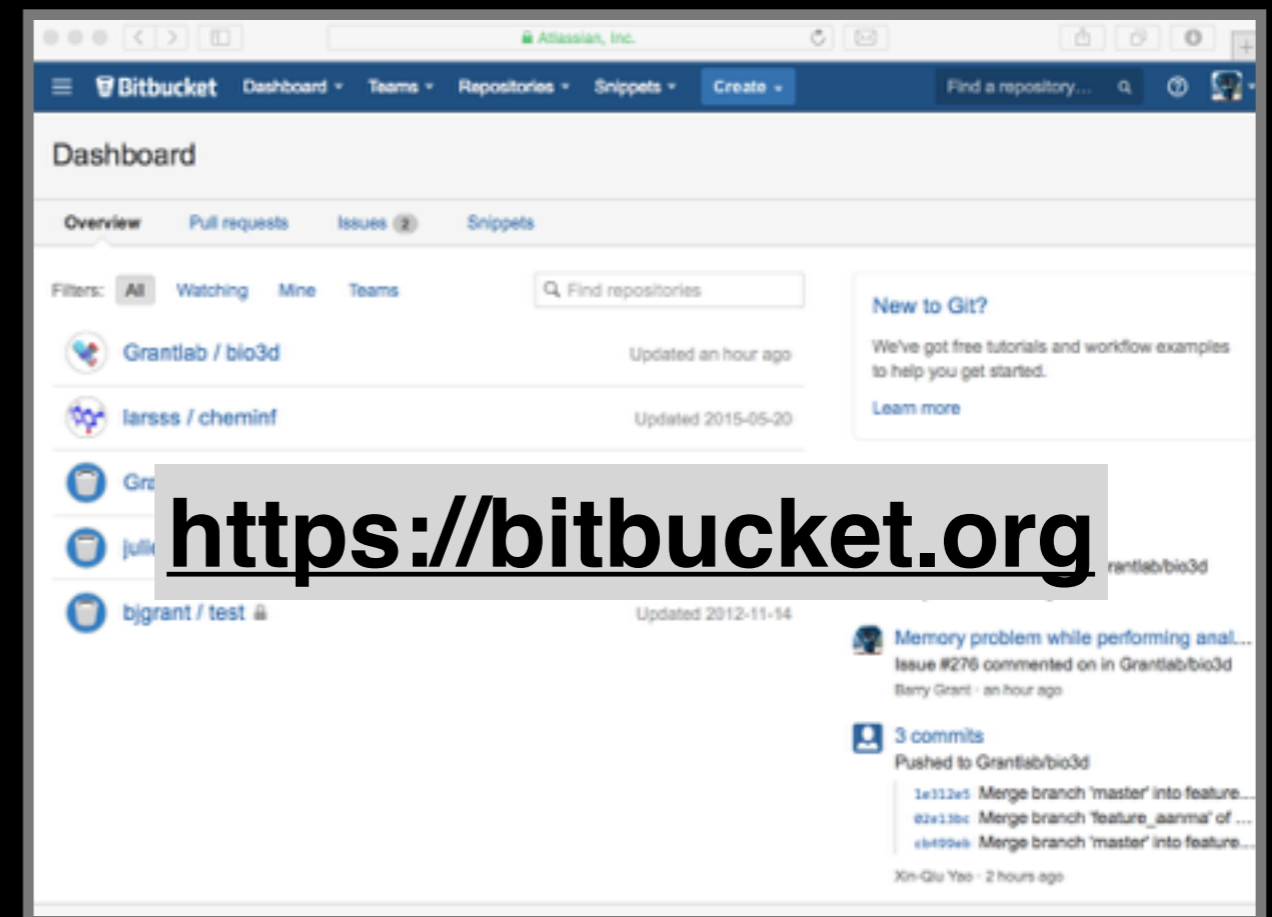 Atlassian, Inc.
Bitbucket Dashboard Teams Repositories Snippets Create Find a repository...
Dashboard
Overview Pull requests Issues 2 Snippets
Filters: All Watching Mine Teams Find repositories
Grantlab / bio3d Updated an hour ago
larsss / cheminf Updated 2015-05-20
Gra
julie
bjgrant / test Updated 2012-11-14
https://bitbucket.org
New to Git?
We've got free tutorials and workflow examples
to help you get started.
Learn more
rantlab/bio3d
Memory problem while performing anal...
Issue #276 commented on in Grantlab/bio3d
Barry Grant · an hour ago
3 commits
Pushed to Grantlab/bio3d
1e312e5 Merge branch 'master' into feature...
02e13bc Merge branch 'feature_aanma' of ...
Merge branch 'master' into feature...
Xin-Qiu Yao · 2 hours ago